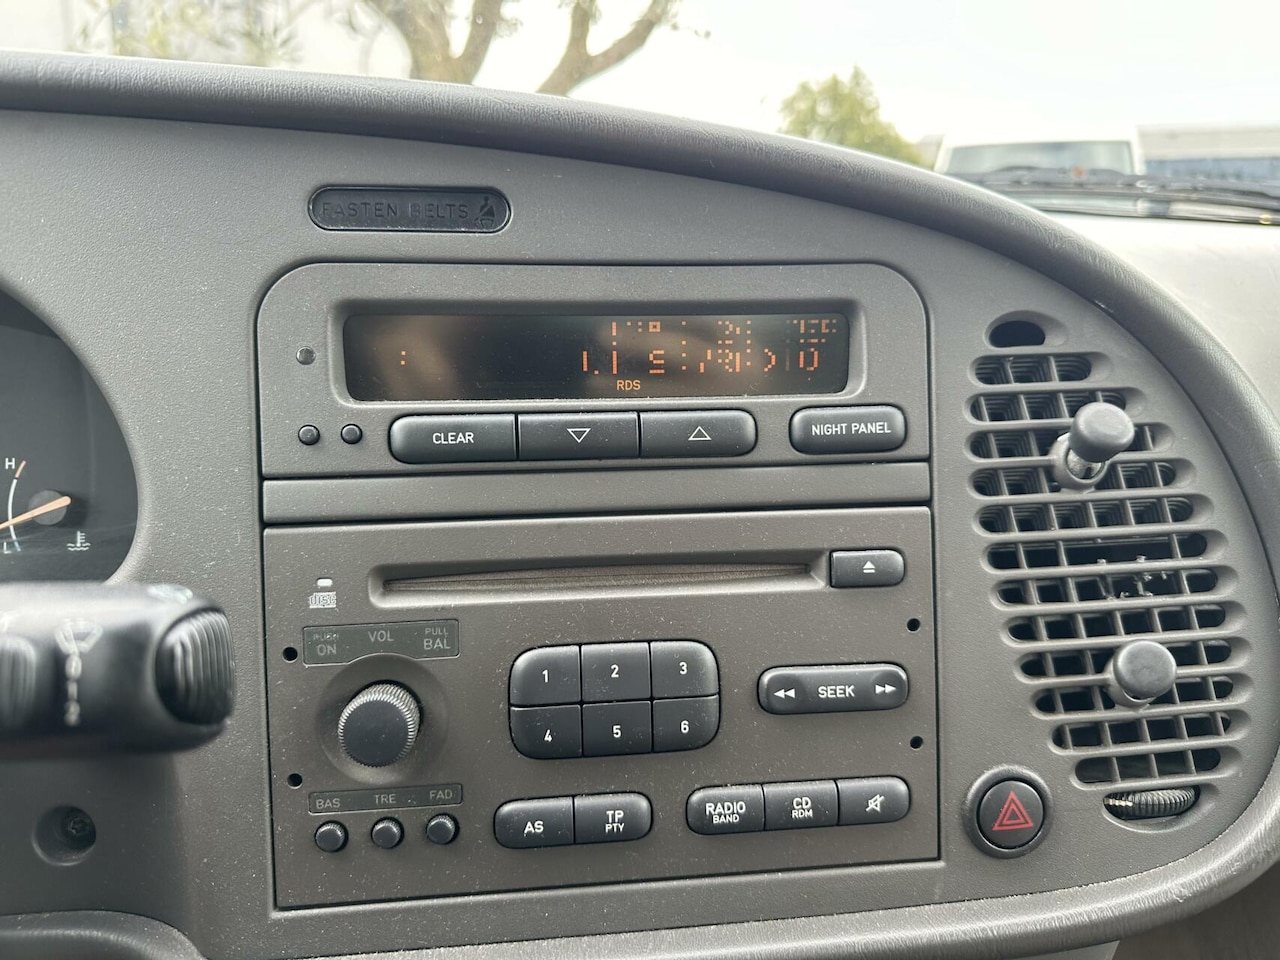 FASTEN BELTS
RDS
CLEAR
NIGHT PANEL
H
L
disc
PUSH ON
VOL
PULL BAL
1
2
3
4
5
6
SEEK
BAS
TRE
FAD
AS
TP PTY
RADIO BAND
CD RDM